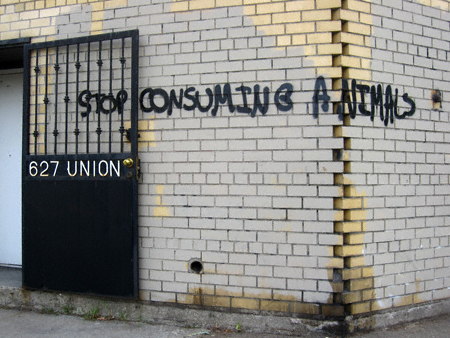 STOP CONSUMING ANIMALS
627 UNION